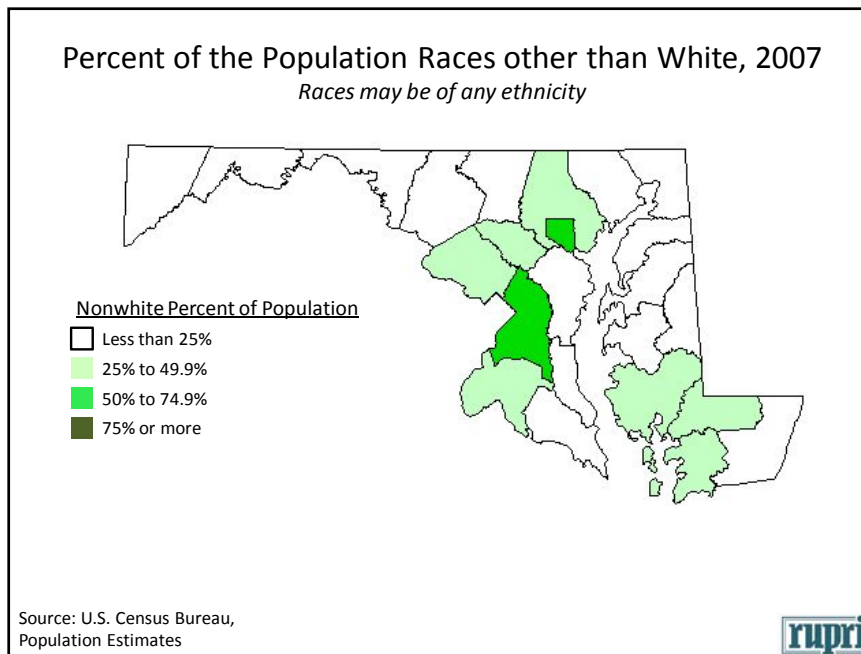 Percent of the Population Races other than White, 2007
Races may be of any ethnicity
Nonwhite Percent of Population
Less than 25%
25% to 49.9%
50% to 74.9%
75% or more
Source: U.S. Census Bureau,
Population Estimates
rupri